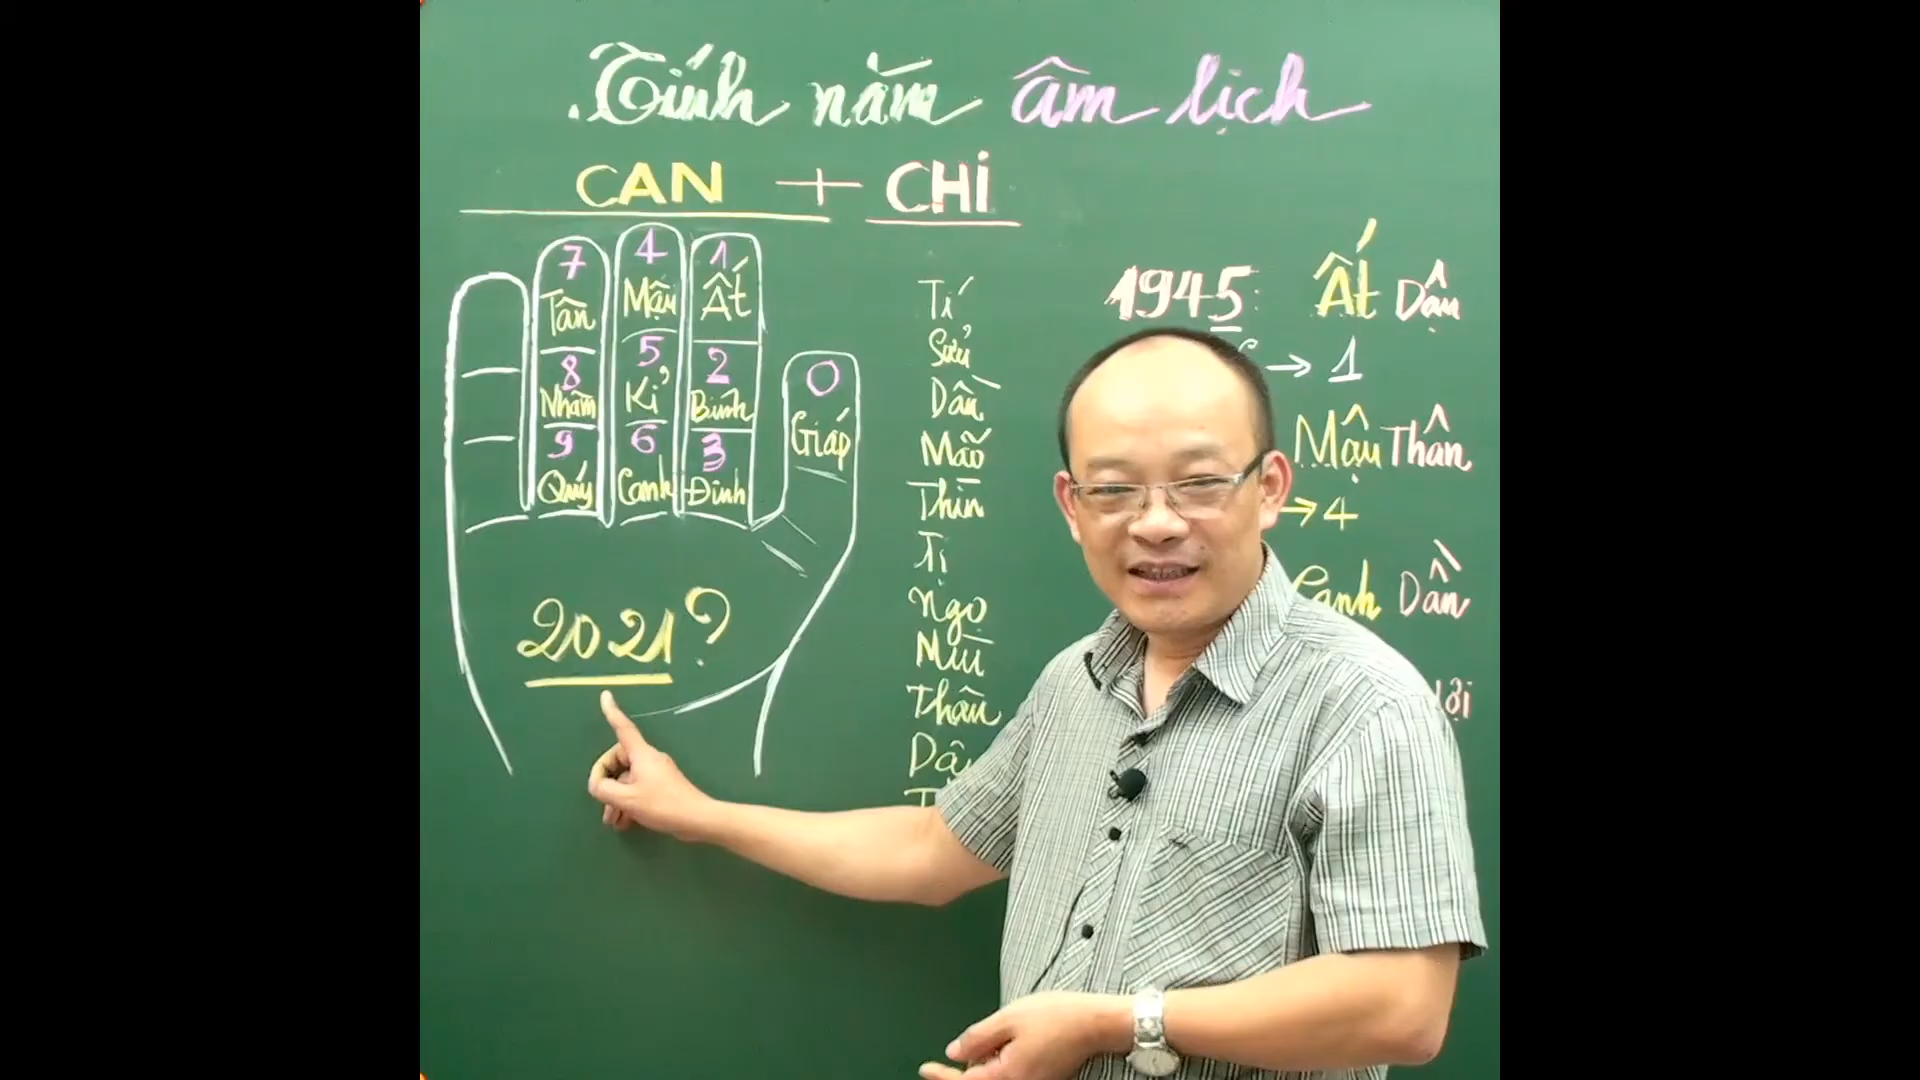 Tính năm âm lịch
CAN + CHI
7 4 1
Tân Mậu Ất
8 5 2 0
Nhâm Kỉ Bính Giáp
9 6 3
Quý Canh Đinh
2021?
Tí
Sửu
Dần
Mão
Thìn
Tị
Ngọ
Mùi
Thân
1945: Ất Dậu
→ 1
Mậu Thân
→ 4
Canh Dần